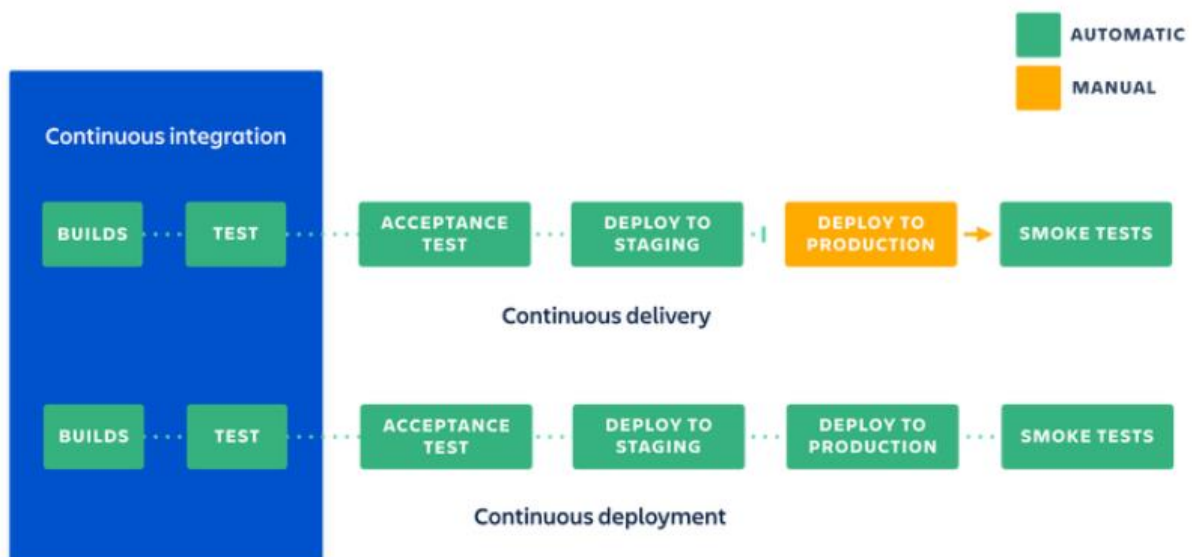 AUTOMATIC
MANUAL
Continuous integration
BUILDS
TEST
ACCEPTANCE
TEST
DEPLOY TO
STAGING
DEPLOY TO
PRODUCTION
SMOKE TESTS
Continuous delivery
BUILDS
TEST
ACCEPTANCE
TEST
DEPLOY TO
STAGING
DEPLOY TO
PRODUCTION
SMOKE TESTS
Continuous deployment